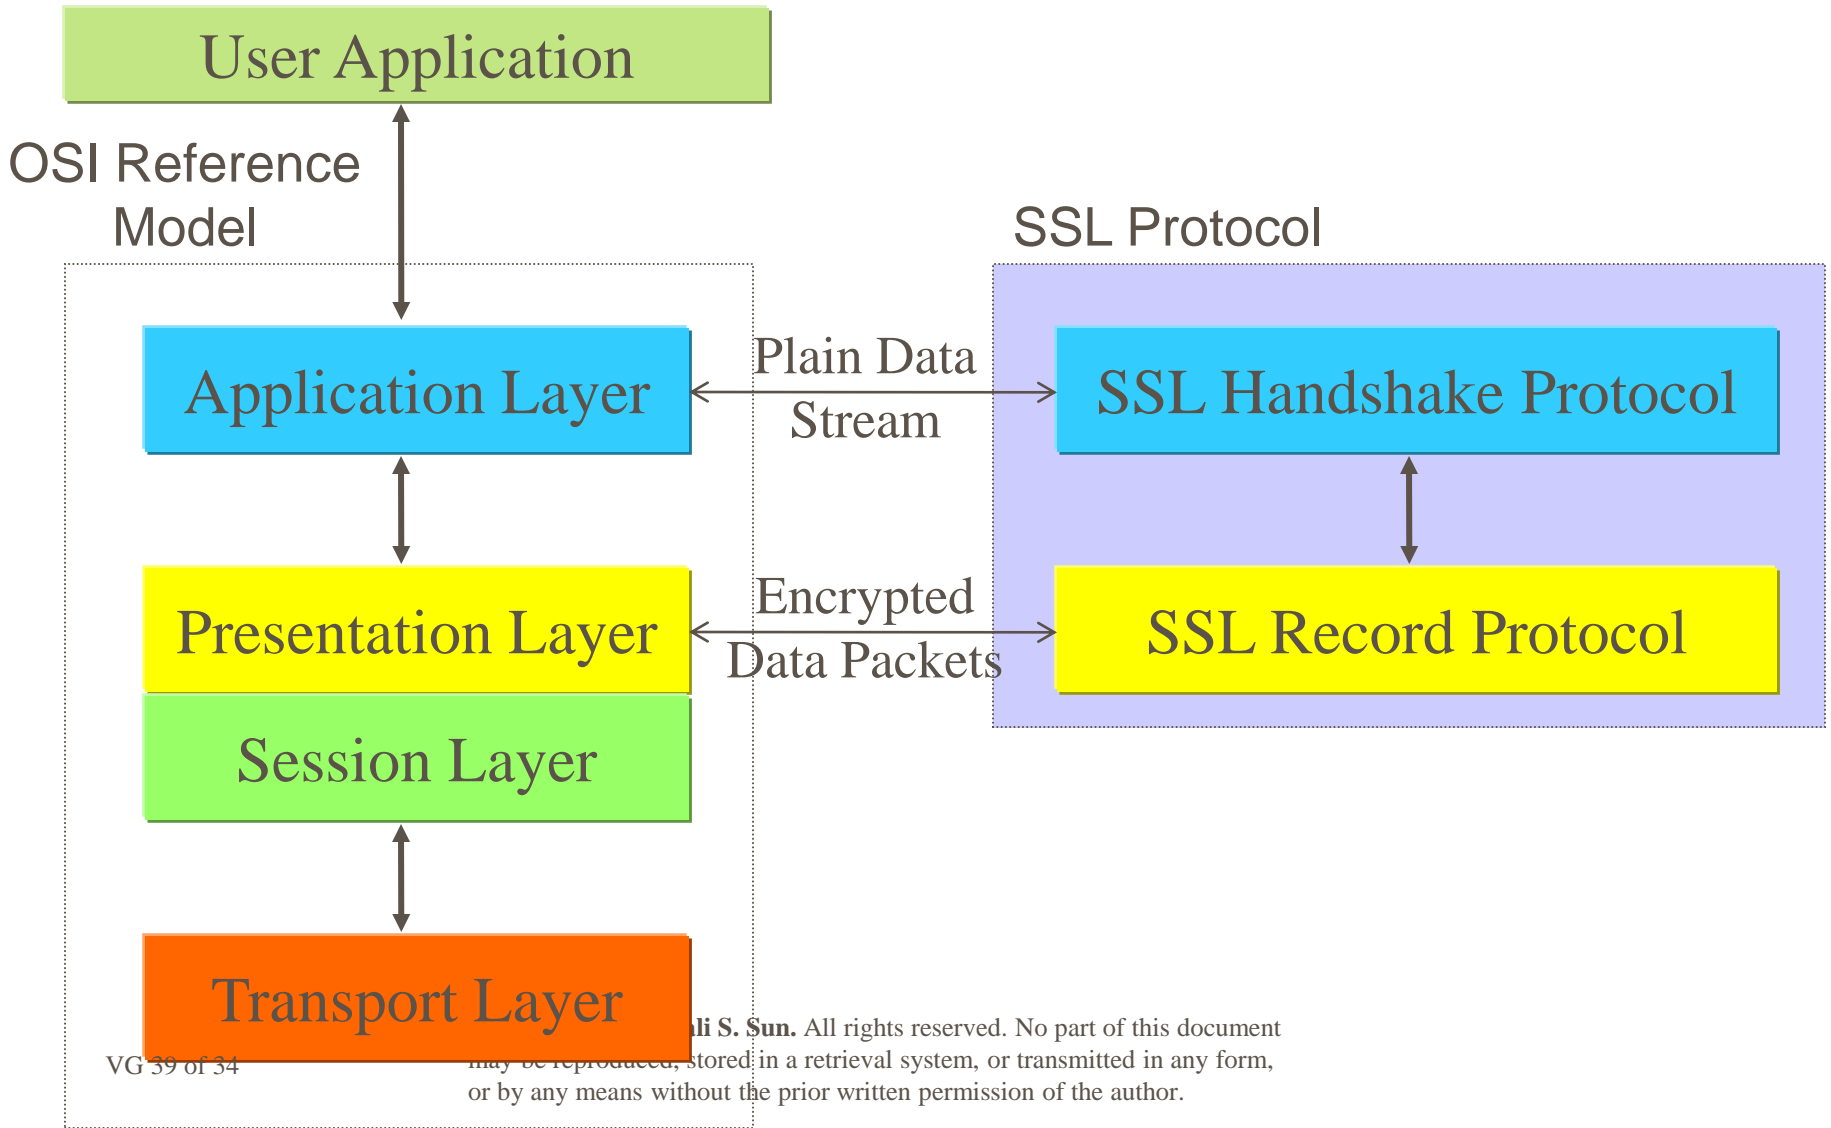 User Application
OSI Reference
Model
SSL Protocol
Application Layer
Plain Data
Stream
SSL Handshake Protocol
Presentation Layer
Encrypted
Data Packets
SSL Record Protocol
Session Layer
Transport Layer
S. Sun. All rights reserved. No part of this document
VG 39 of 34
may be reproduced, stored in a retrieval system, or transmitted in any form,
or by any means without the prior written permission of the author.